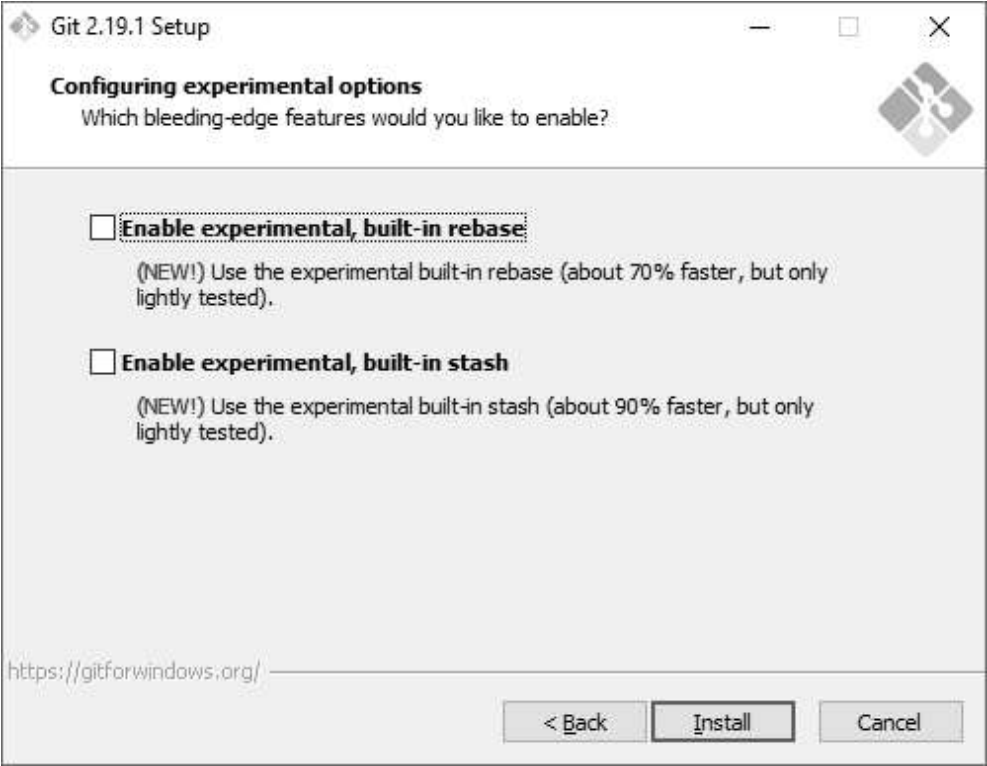 Git 2.19.1 Setup
Configuring experimental options
Which bleeding-edge features would you like to enable?
Enable experimental, built-in rebase
(NEW!) Use the experimental built-in rebase (about 70% faster, but only
lightly tested).
Enable experimental, built-in stash
(NEW!) Use the experimental built-in stash (about 90% faster, but only
lightly tested).
https://gitforwindows.org/
< Back
Install
Cancel